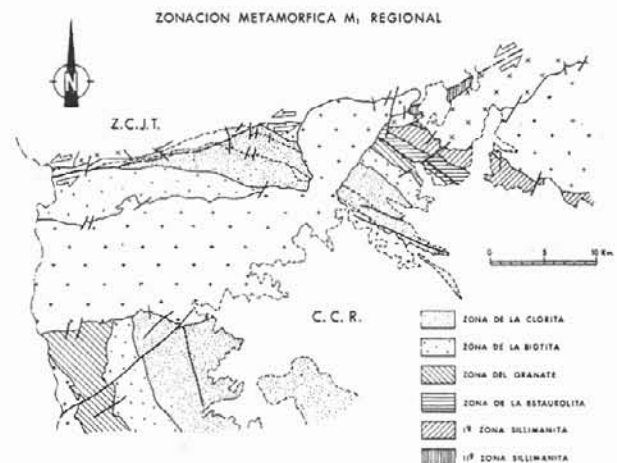 ZONACION METAMORFICA M₁ REGIONAL
N
Z.C.J.T.
0 5 10 Km
C.C.R.
ZONA DE LA CLORITA
ZONA DE LA BIOTITA
ZONA DEL GRANATE
ZONA DE LA ESTAUROLITA
Iª ZONA SILLIMANITA
IIª ZONA SILLIMANITA